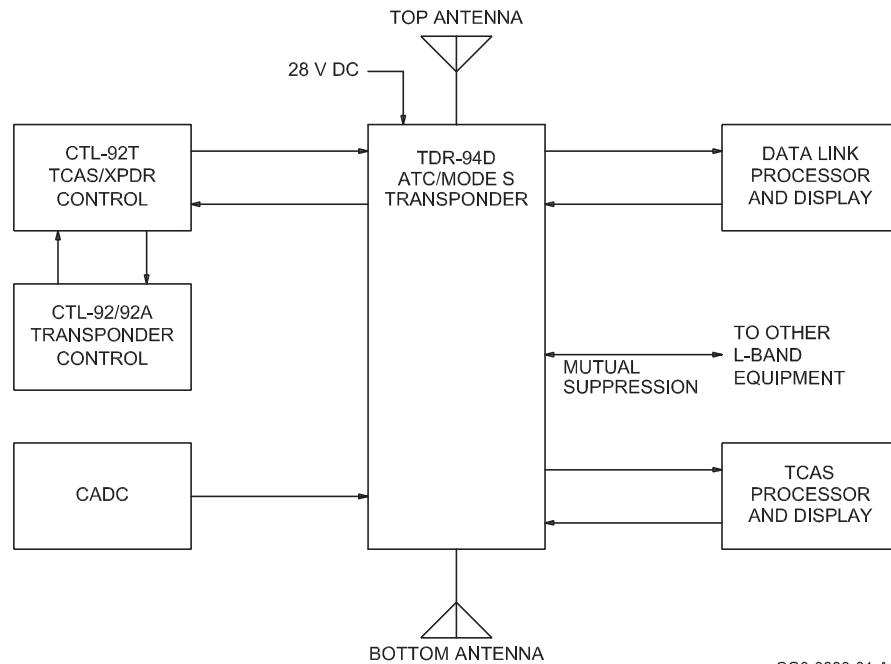 TOP ANTENNA
28 V DC
CTL-92T
TCAS/XPDR
CONTROL
TDR-94D
ATC/MODE S
TRANSPONDER
DATA LINK
PROCESSOR
AND DISPLAY
CTL-92/92A
TRANSPONDER
CONTROL
MUTUAL
SUPPRESSION
TO OTHER
L-BAND
EQUIPMENT
CADC
TCAS
PROCESSOR
AND DISPLAY
BOTTOM ANTENNA